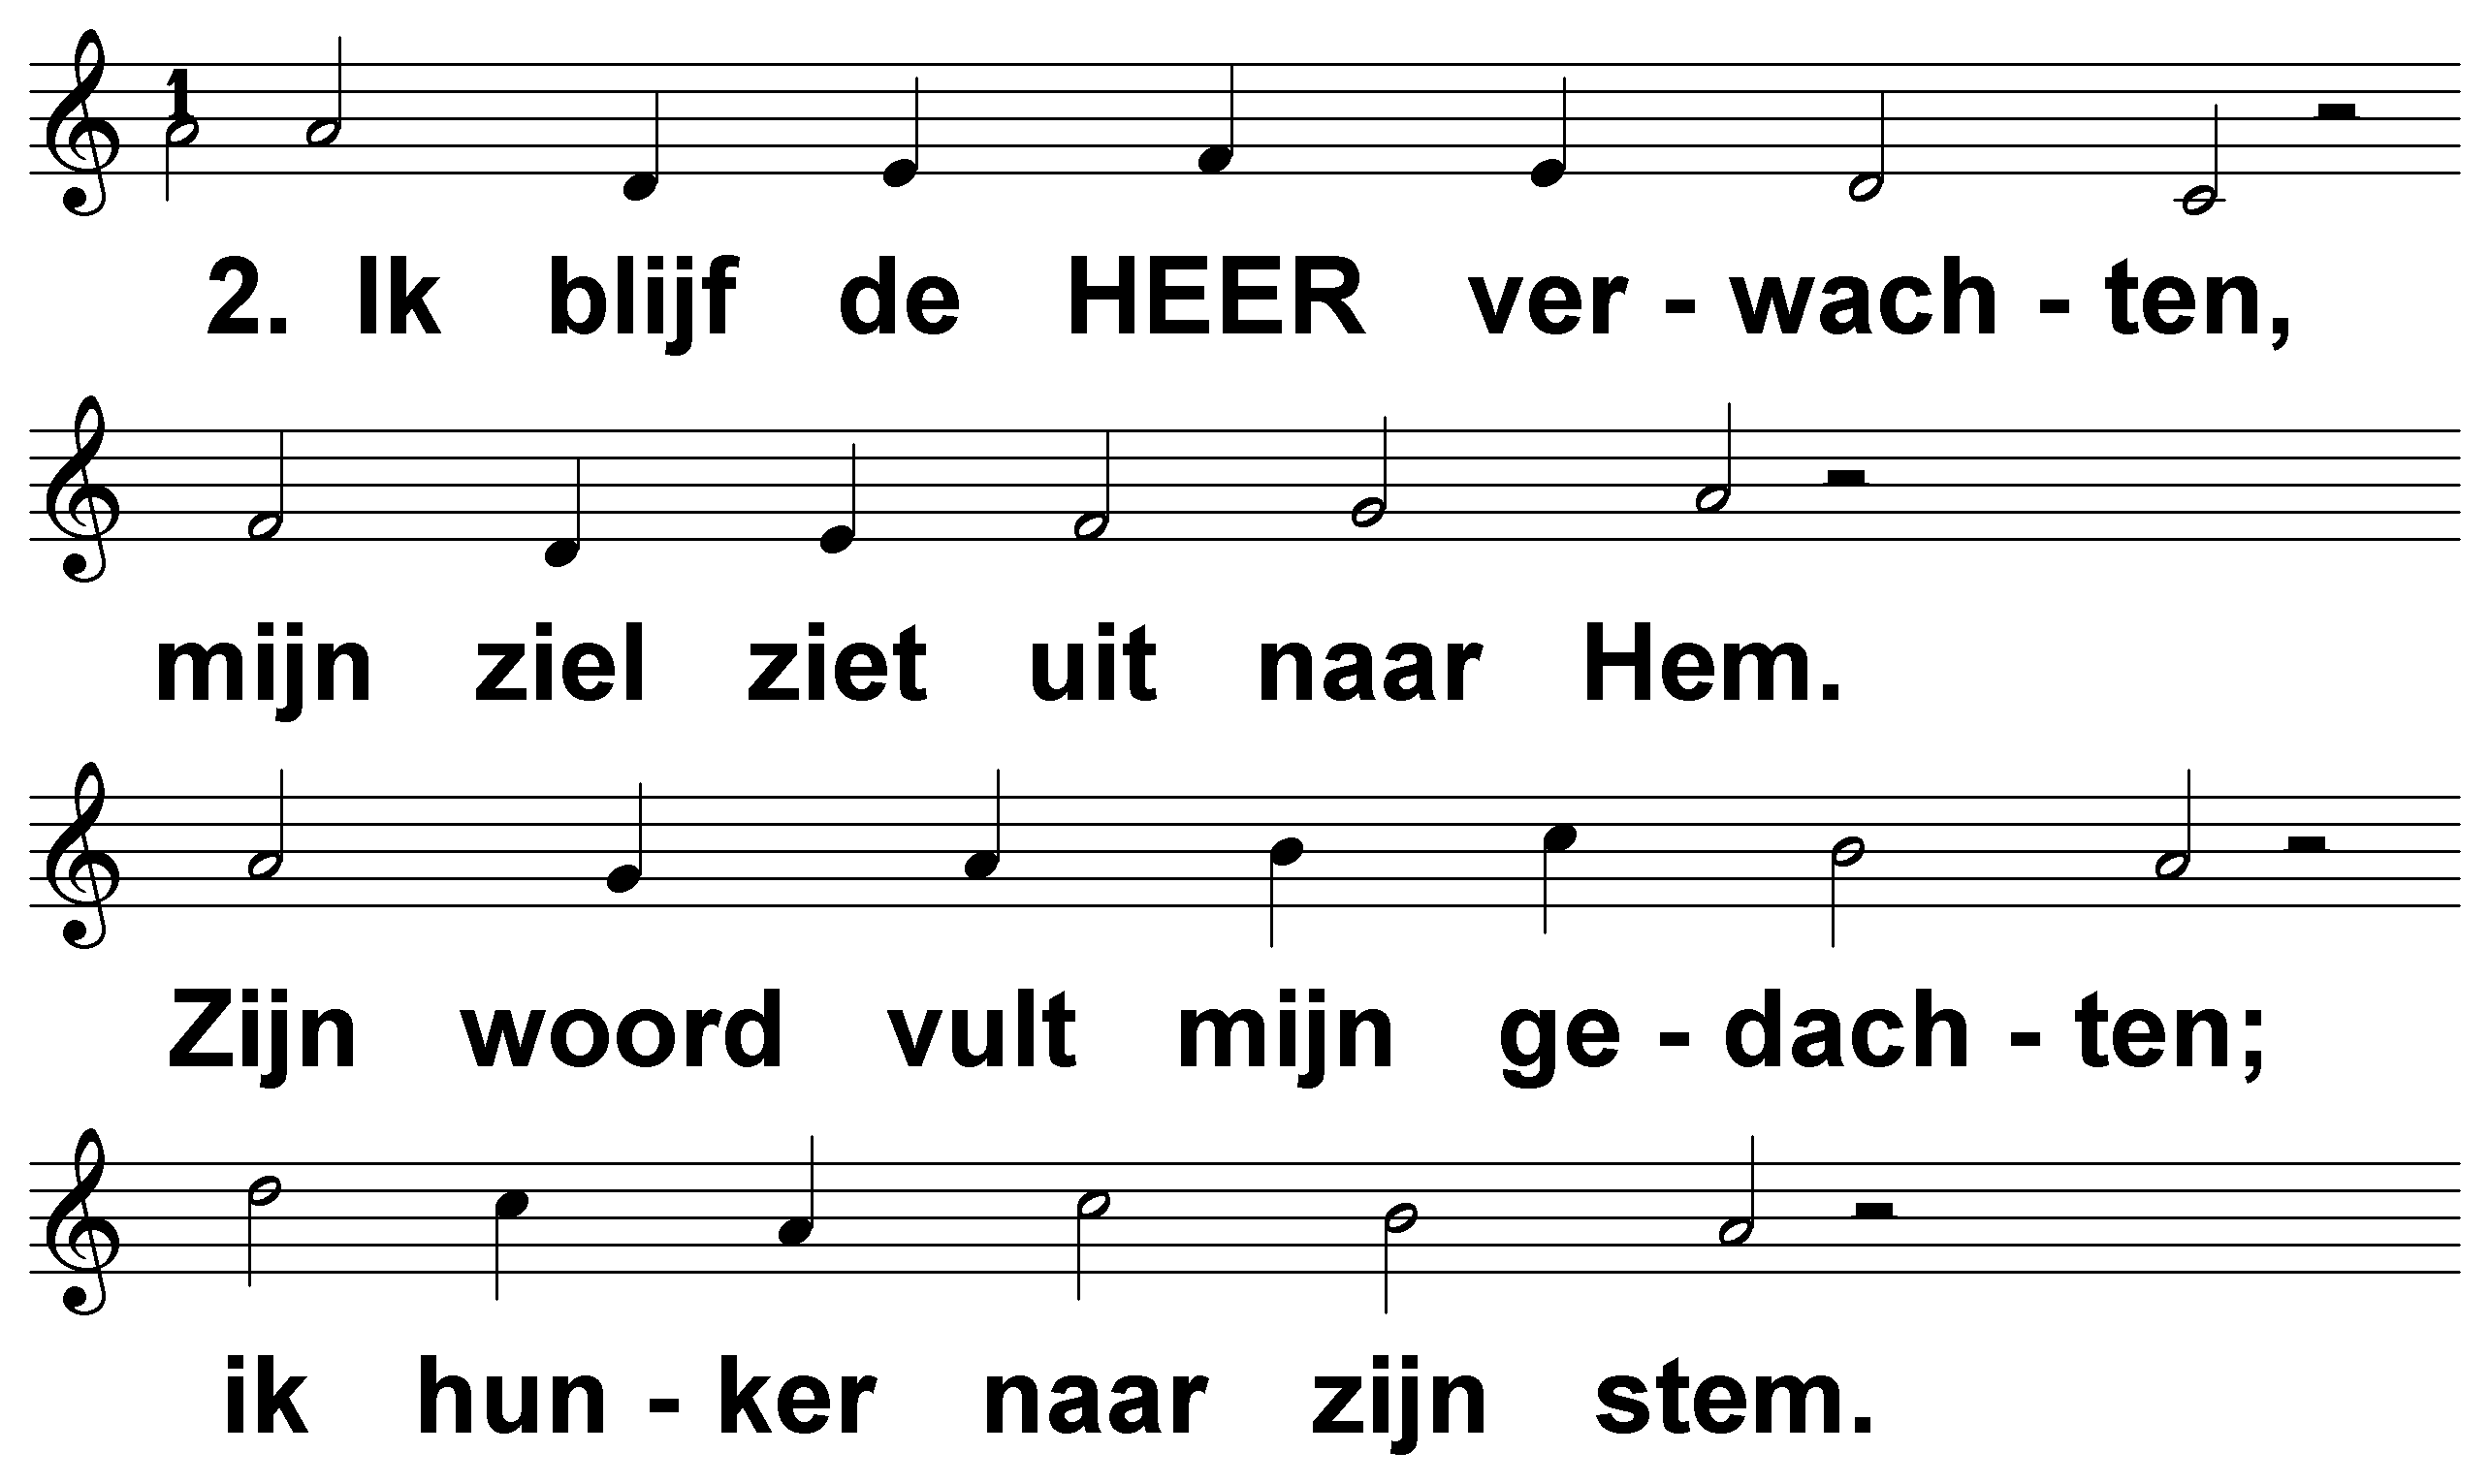 1
2. Ik blijf de HEER ver - wach - ten,
mijn ziel ziet uit naar Hem.
Zijn woord vult mijn ge - dach - ten;
ik hun - ker naar zijn stem.